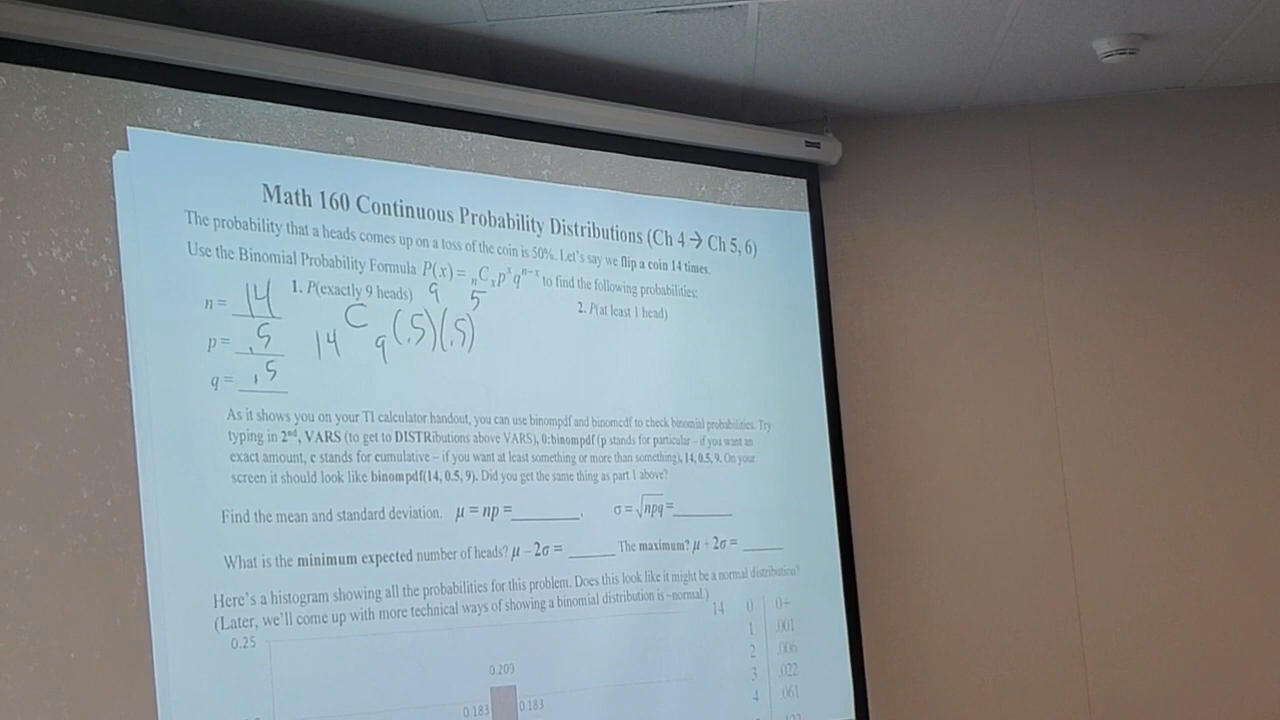 Math 160 Continuous Probability Distributions (Ch 4 → Ch 5, 6)
The probability that a heads comes up on a toss of the coin is 50%. Let's say we flip a coin 14 times.
Use the Binomial Probability Formula P(x) = nCx p^x q^n−x to find the following probabilities:
1. P(exactly 9 heads)
2. P(at least 1 head)
n = 14
p = .5
q = .5
14 C 9 (.5)^9 (.5)^5
As it shows you on your TI calculator handout, you can use binompdf and binomcdf to check binomial probabilities. Try
typing in 2nd, VARS (to get to DISTRibutions above VARS), 0:binompdf (p stands for particular – if you want an
exact amount, c stands for cumulative – if you want at least something or more than something), 14, 0.5, 9. On your
screen it should look like binompdf(14, 0.5, 9). Did you get the same thing as part 1 above?
Find the mean and standard deviation. μ = np = ______. σ = √npq = ______
What is the minimum expected number of heads? μ − 2σ = _____ The maximum? μ + 2σ = _____
Here's a histogram showing all the probabilities for this problem. Does this look like it might be a normal distribution?
(Later, we'll come up with more technical ways of showing a binomial distribution is ~normal.)
14 0 0+
1 .001
2 .006
3 .022
4 .061
0.25
0.209
0.183 0.183